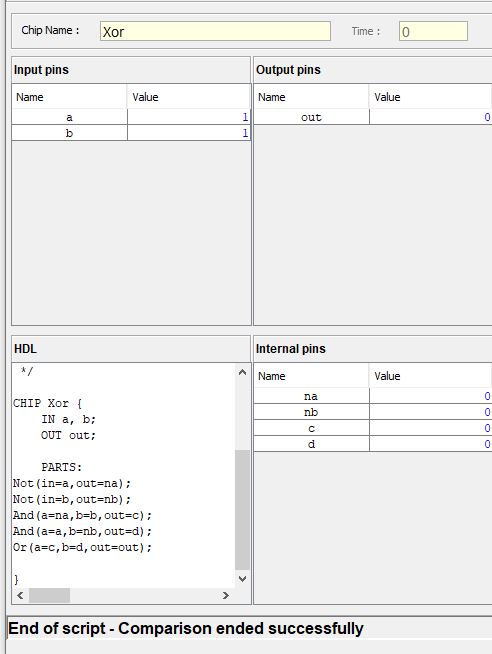 Chip Name : Xor Time : 0
Input pins Output pins
Name Value Name Value
a 1 out 0
b 1
HDL Internal pins
*/ Name Value
CHIP Xor { na 0
IN a, b; nb 0
OUT out; c 0
d 0
PARTS:
Not(in=a,out=na);
Not(in=b,out=nb);
And(a=na,b=b,out=c);
And(a=a,b=nb,out=d);
Or(a=c,b=d,out=out);
}
End of script - Comparison ended successfully